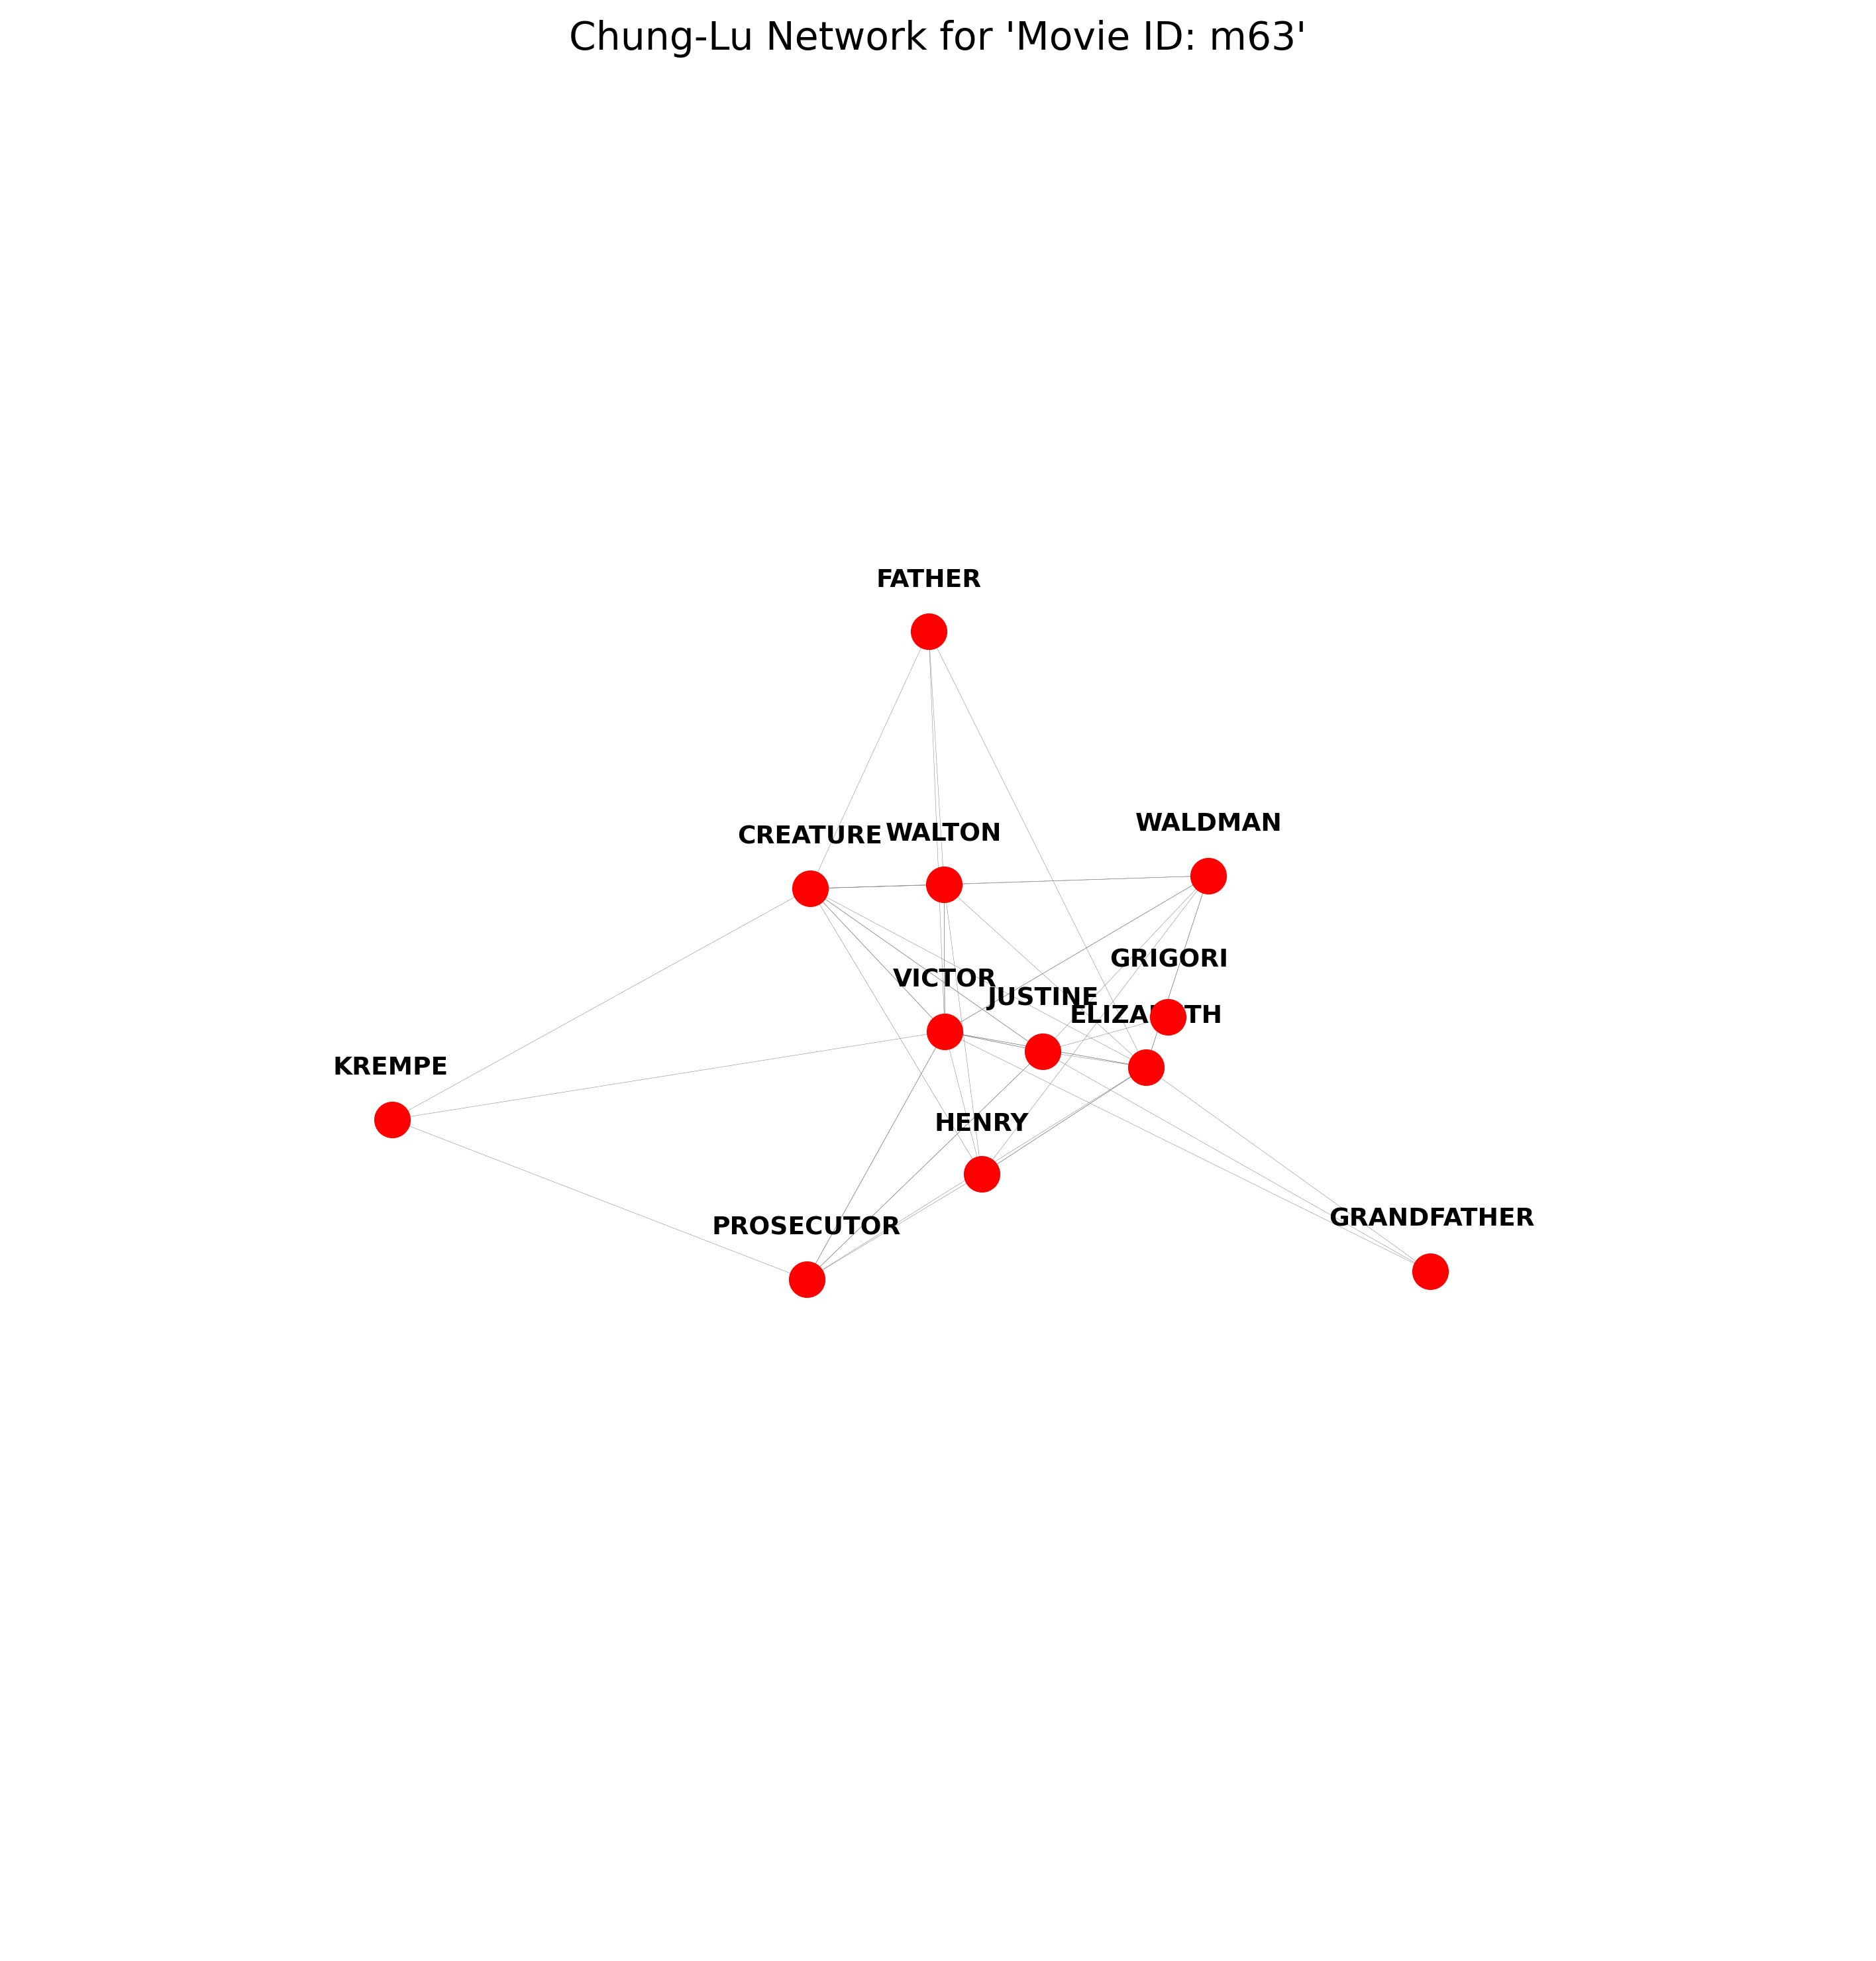 Chung-Lu Network for 'Movie ID: m63'
FATHER
CREATURE
WALTON
WALDMAN
GRIGORI
VICTOR
JUSTINE
KREMPE
HENRY
GRANDFATHER
PROSECUTOR